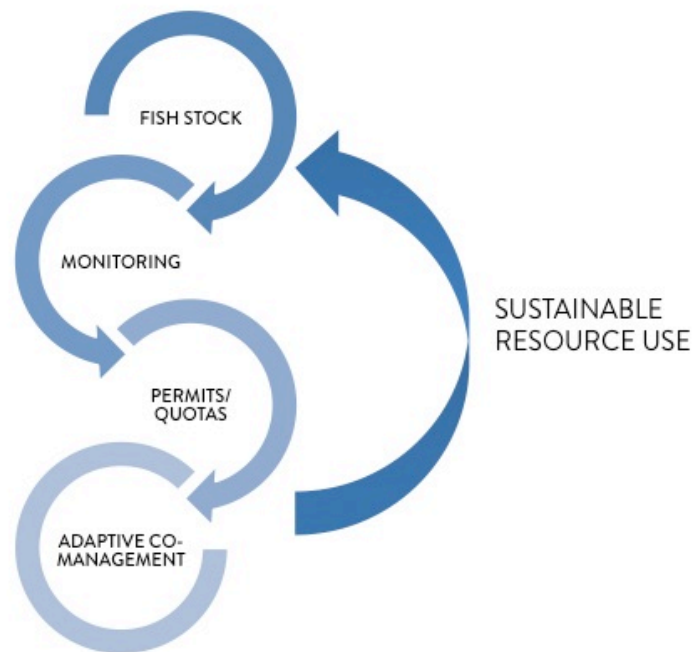 FISH STOCK
MONITORING
PERMITS/
QUOTAS
ADAPTIVE CO-
MANAGEMENT
SUSTAINABLE
RESOURCE USE